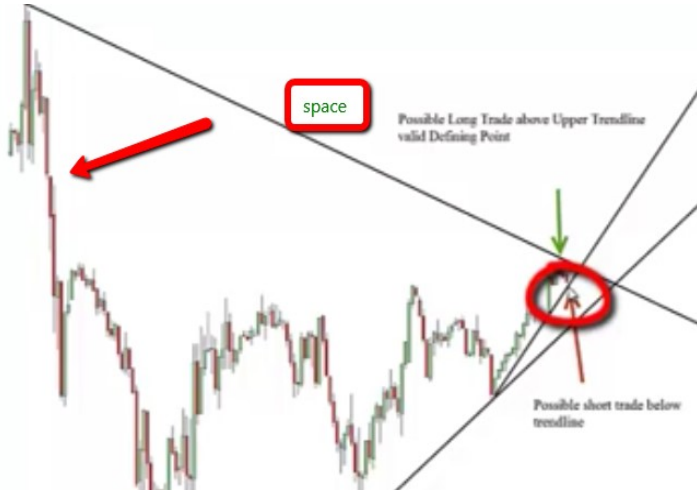 space
Possible Long Trade above Upper Trendline
valid Defining Point
Possible short trade below
trendline